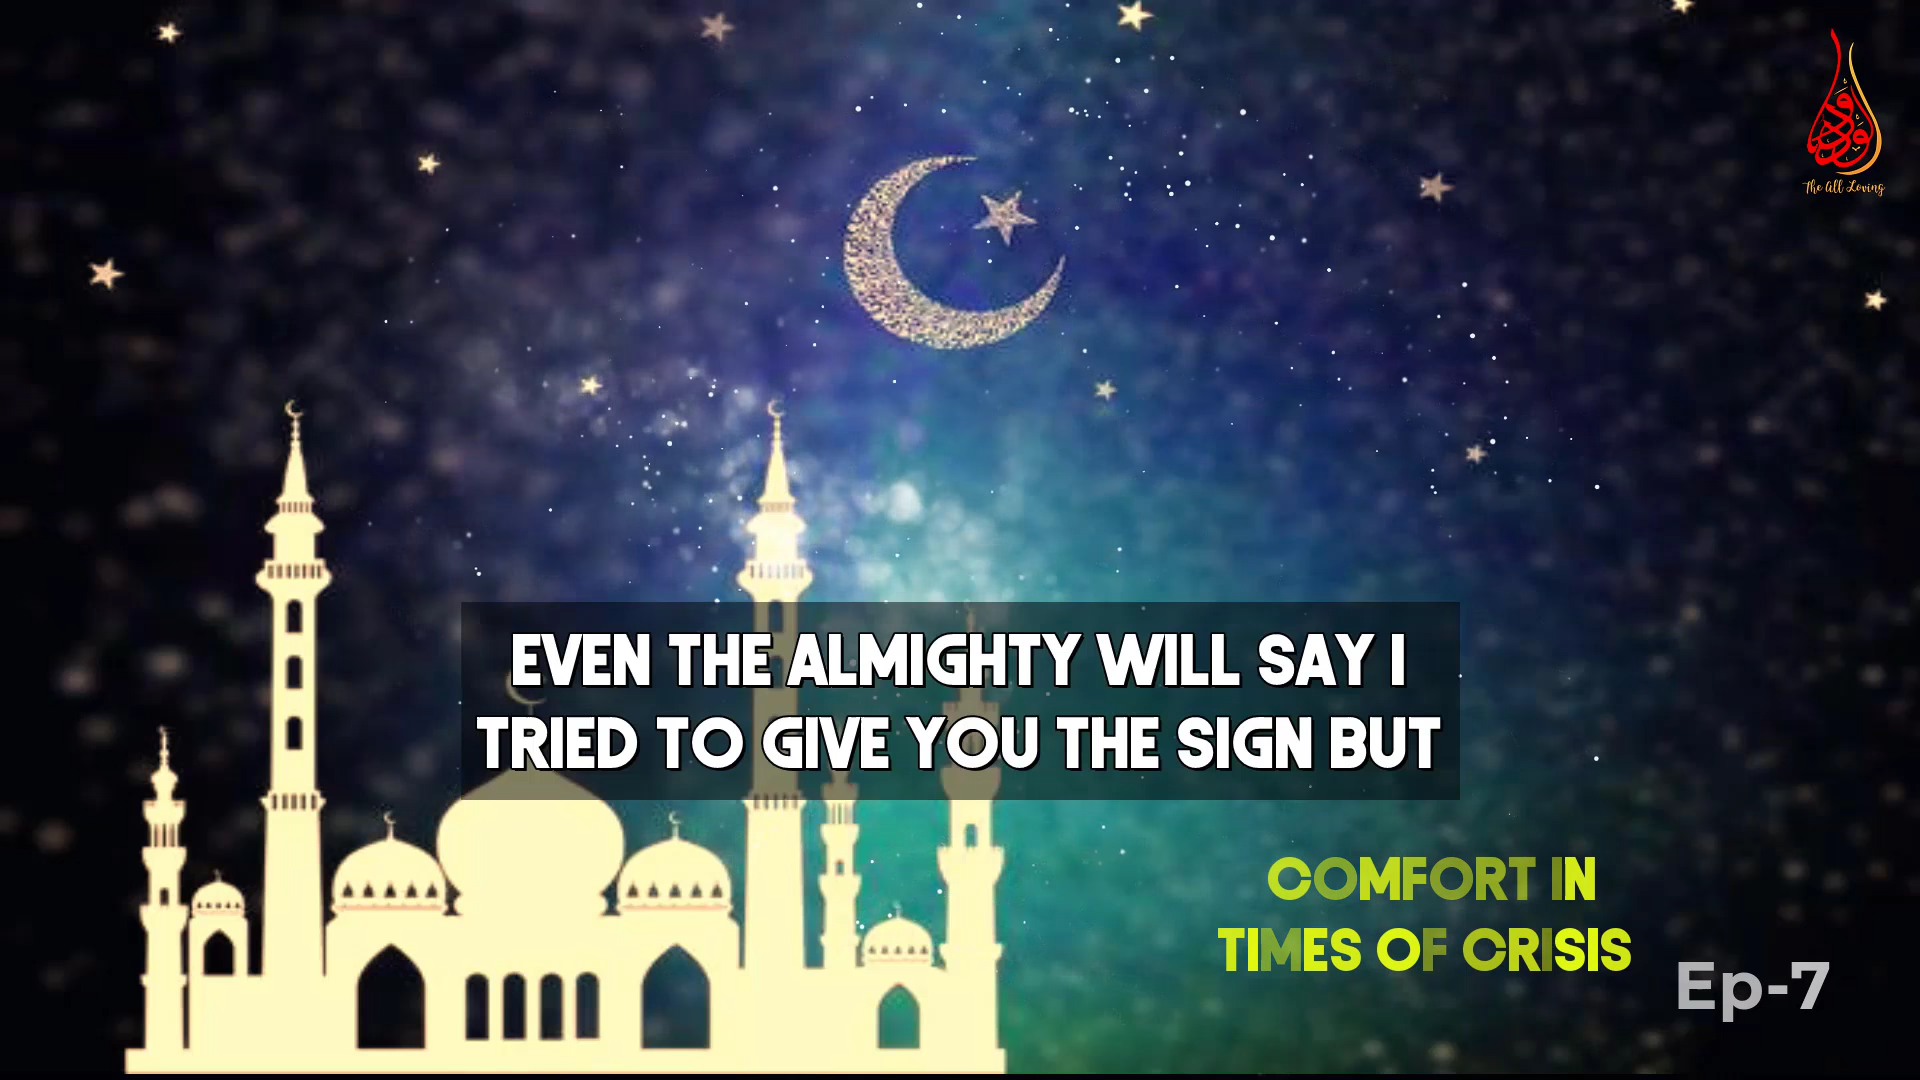 الودود
The All Loving
EVEN THE ALMIGHTY WILL SAY I
TRIED TO GIVE YOU THE SIGN BUT
COMFORT IN
TIMES OF CRISIS
Ep-7